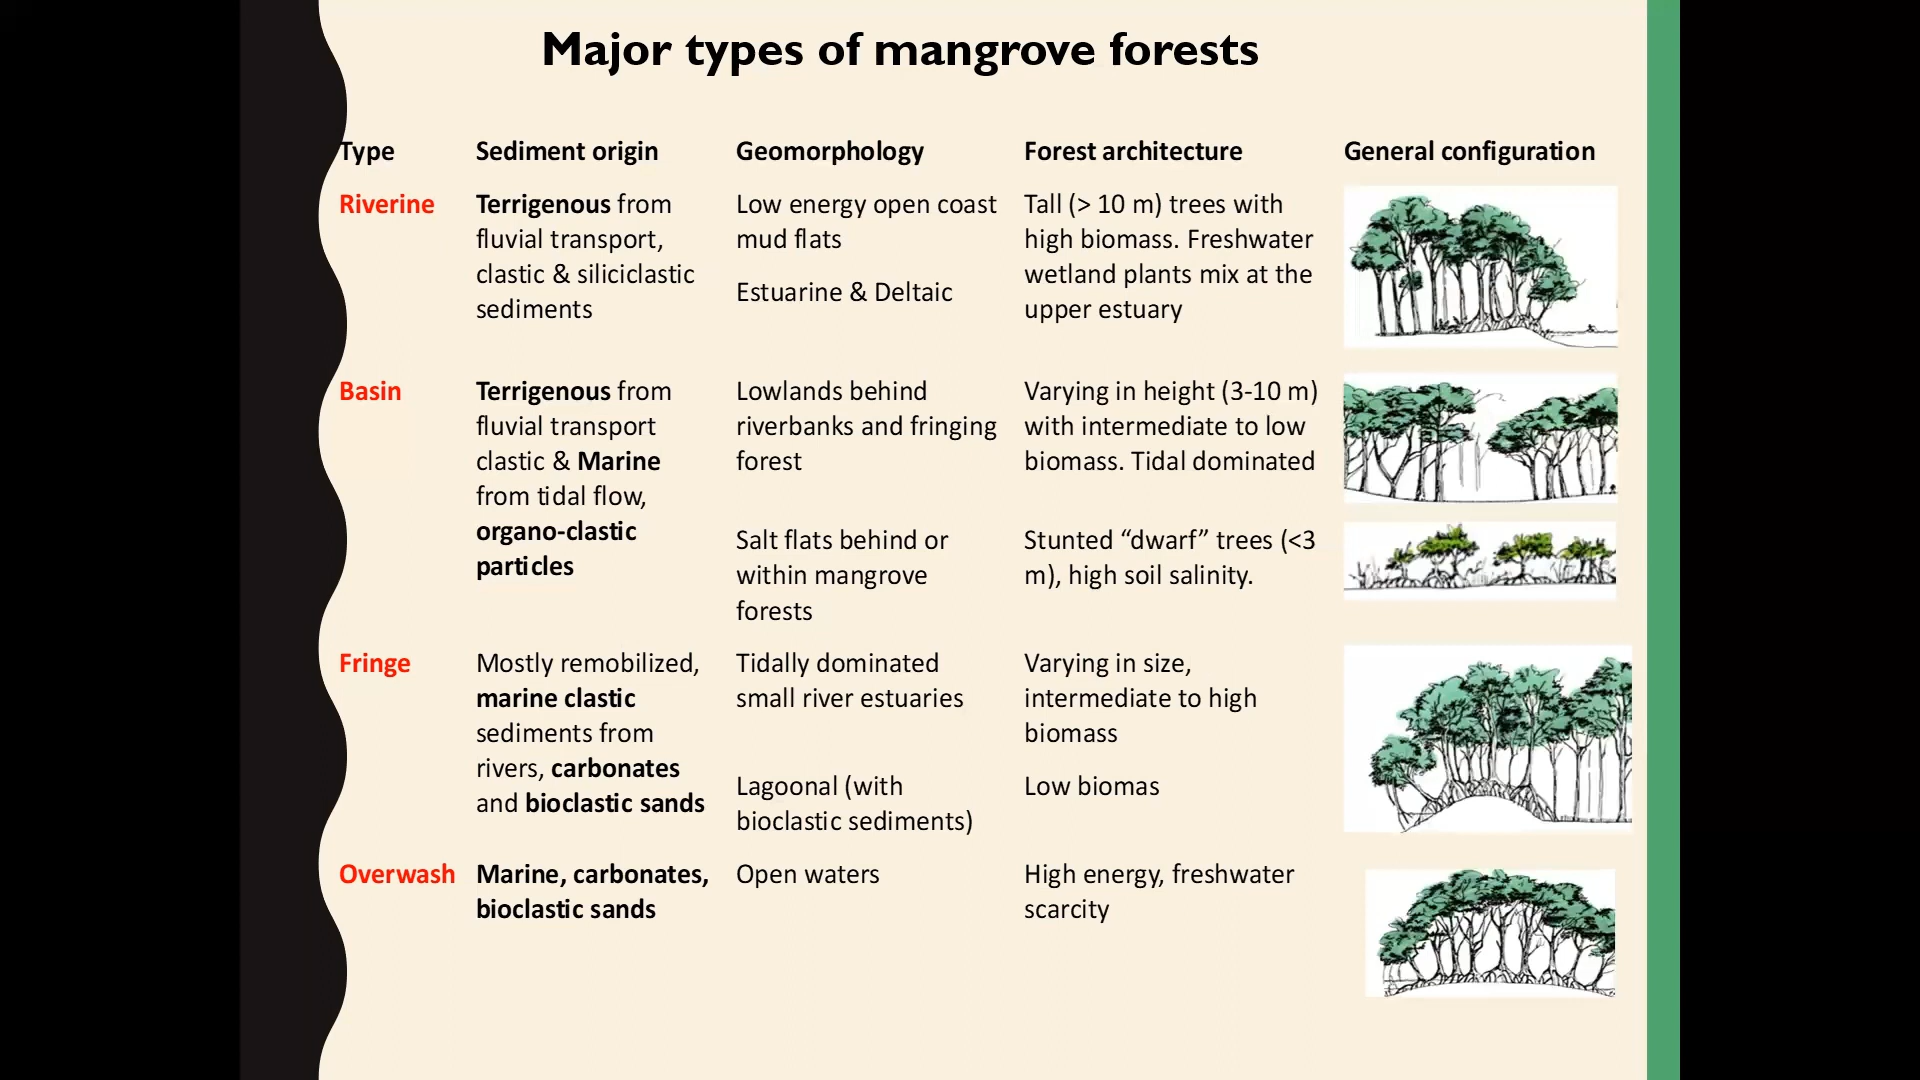 Major types of mangrove forests
Type
Sediment origin
Geomorphology
Forest architecture
General configuration
Riverine
Terrigenous from
fluvial transport,
clastic & siliciclastic
sediments
Low energy open coast
mud flats
Estuarine & Deltaic
Tall (> 10 m) trees with
high biomass. Freshwater
wetland plants mix at the
upper estuary
Basin
Terrigenous from
fluvial transport
clastic & Marine
from tidal flow,
organo-clastic
particles
Lowlands behind
riverbanks and fringing
forest
Varying in height (3-10 m)
with intermediate to low
biomass. Tidal dominated
Salt flats behind or
within mangrove
forests
Stunted “dwarf” trees (<3
m), high soil salinity.
Fringe
Mostly remobilized,
marine clastic
sediments from
rivers, carbonates
and bioclastic sands
Tidally dominated
small river estuaries
Varying in size,
intermediate to high
biomass
Lagoonal (with
bioclastic sediments)
Low biomas
Overwash
Marine, carbonates,
bioclastic sands
Open waters
High energy, freshwater
scarcity